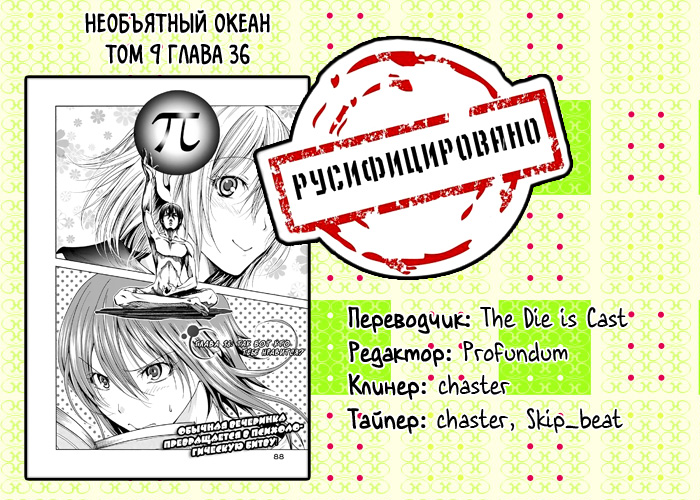 НЕОБЪЯТНЫЙ ОКЕАН
ТОМ 9 ГЛАВА 36
π
РУСИФИЦИРОВАНО
ГЛАВА 36: ТАК ВОТ КТО
ТЕБЕ НРАВИТСЯ?
ОБЫЧНАЯ ВЕЧЕРИНКА
ПРЕВРАЩАЕТСЯ В ПСИХОЛО-
ГИЧЕСКУЮ БИТВУ!
88
Переводчик: The Die is Cast
Редактор: Profundum
Клинер: chaster
Тайпер: chaster, Skip_beat